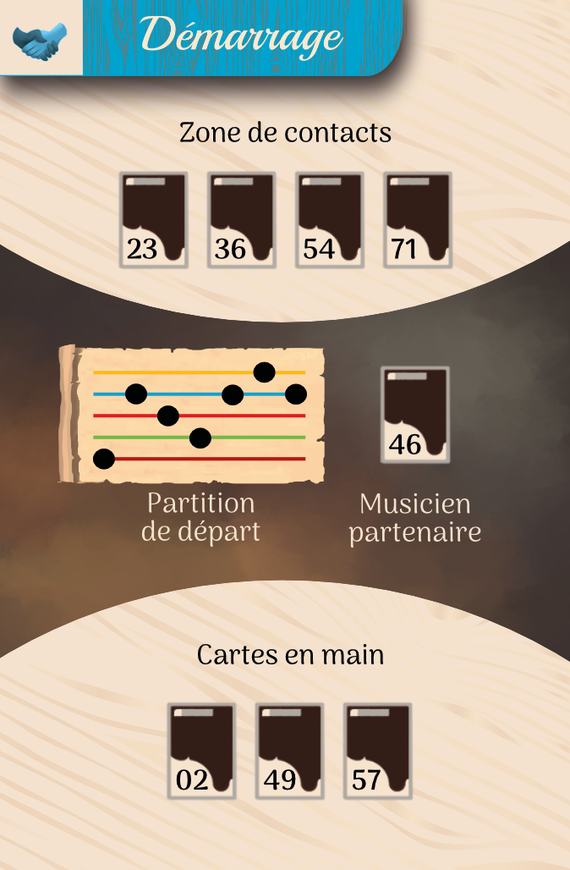 Démarrage
Zone de contacts
23 36 54 71
46
Partition
de départ
Musicien
partenaire
Cartes en main
02 49 57